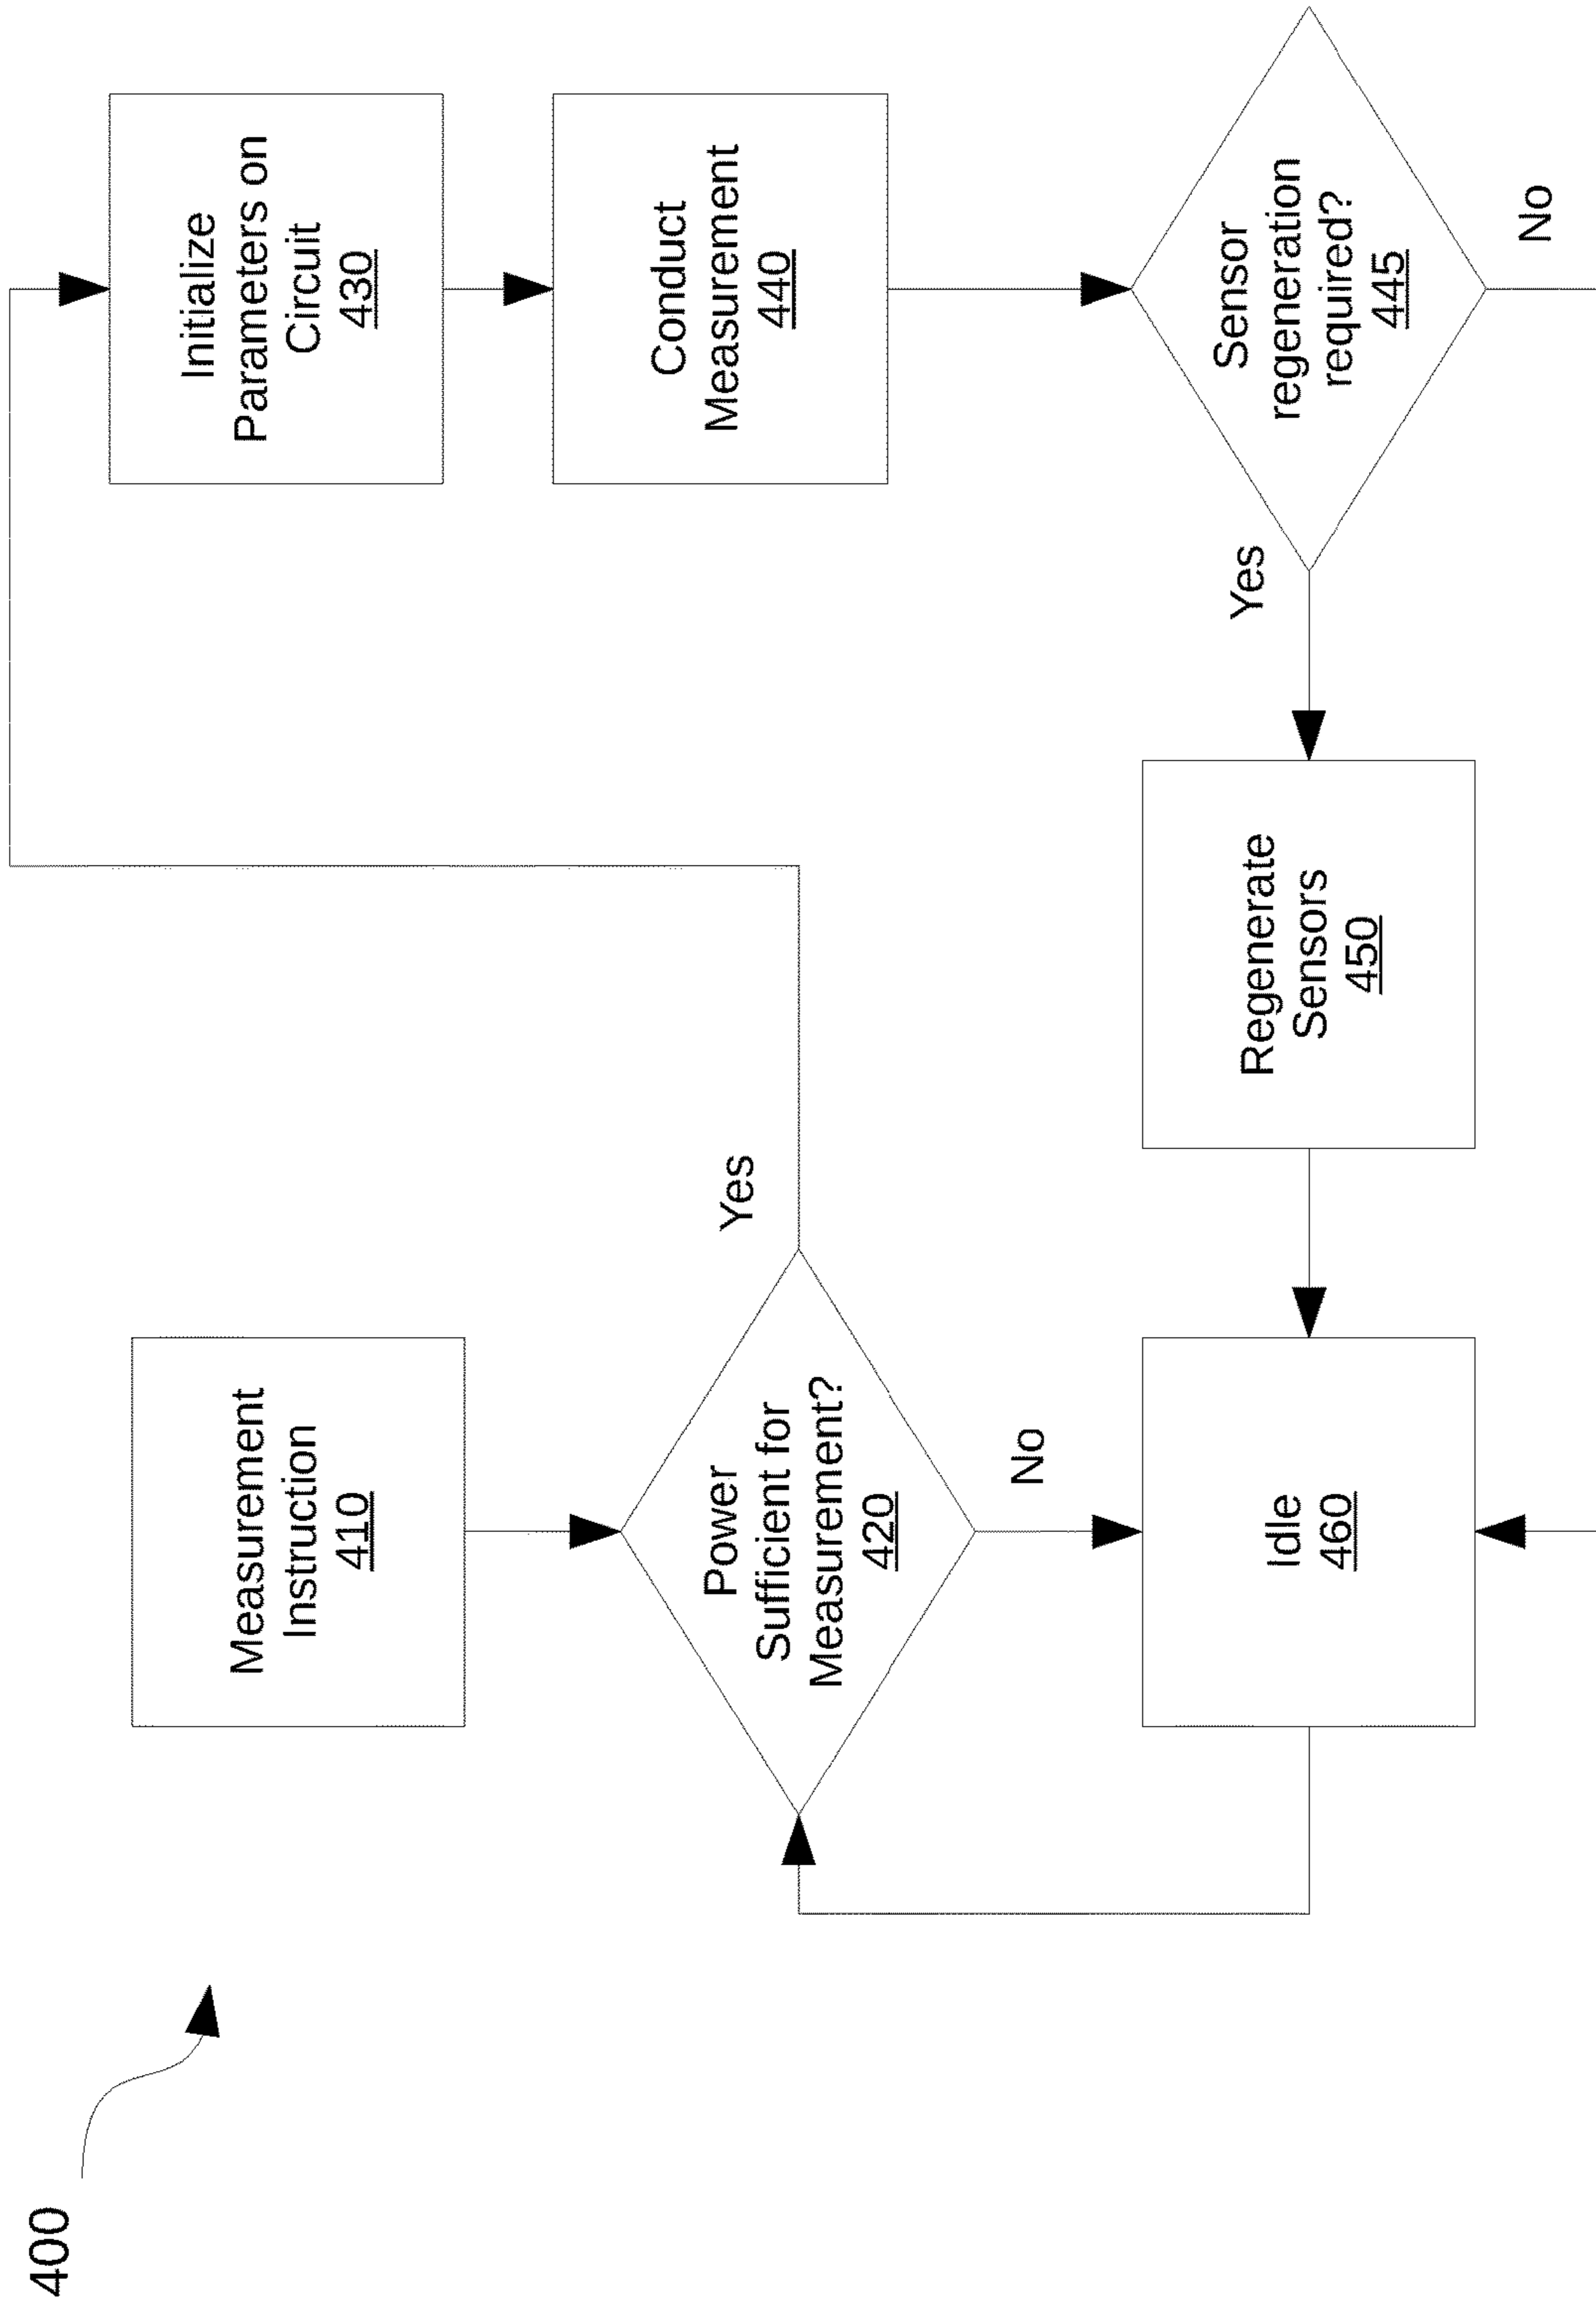 400
Measurement
Instruction
410
Power
Sufficient for
Measurement?
420
Yes
No
Idle
460
Initialize
Parameters on
Circuit
430
Conduct
Measurement
440
Sensor
regeneration
required?
445
Yes
No
Regenerate
Sensors
450